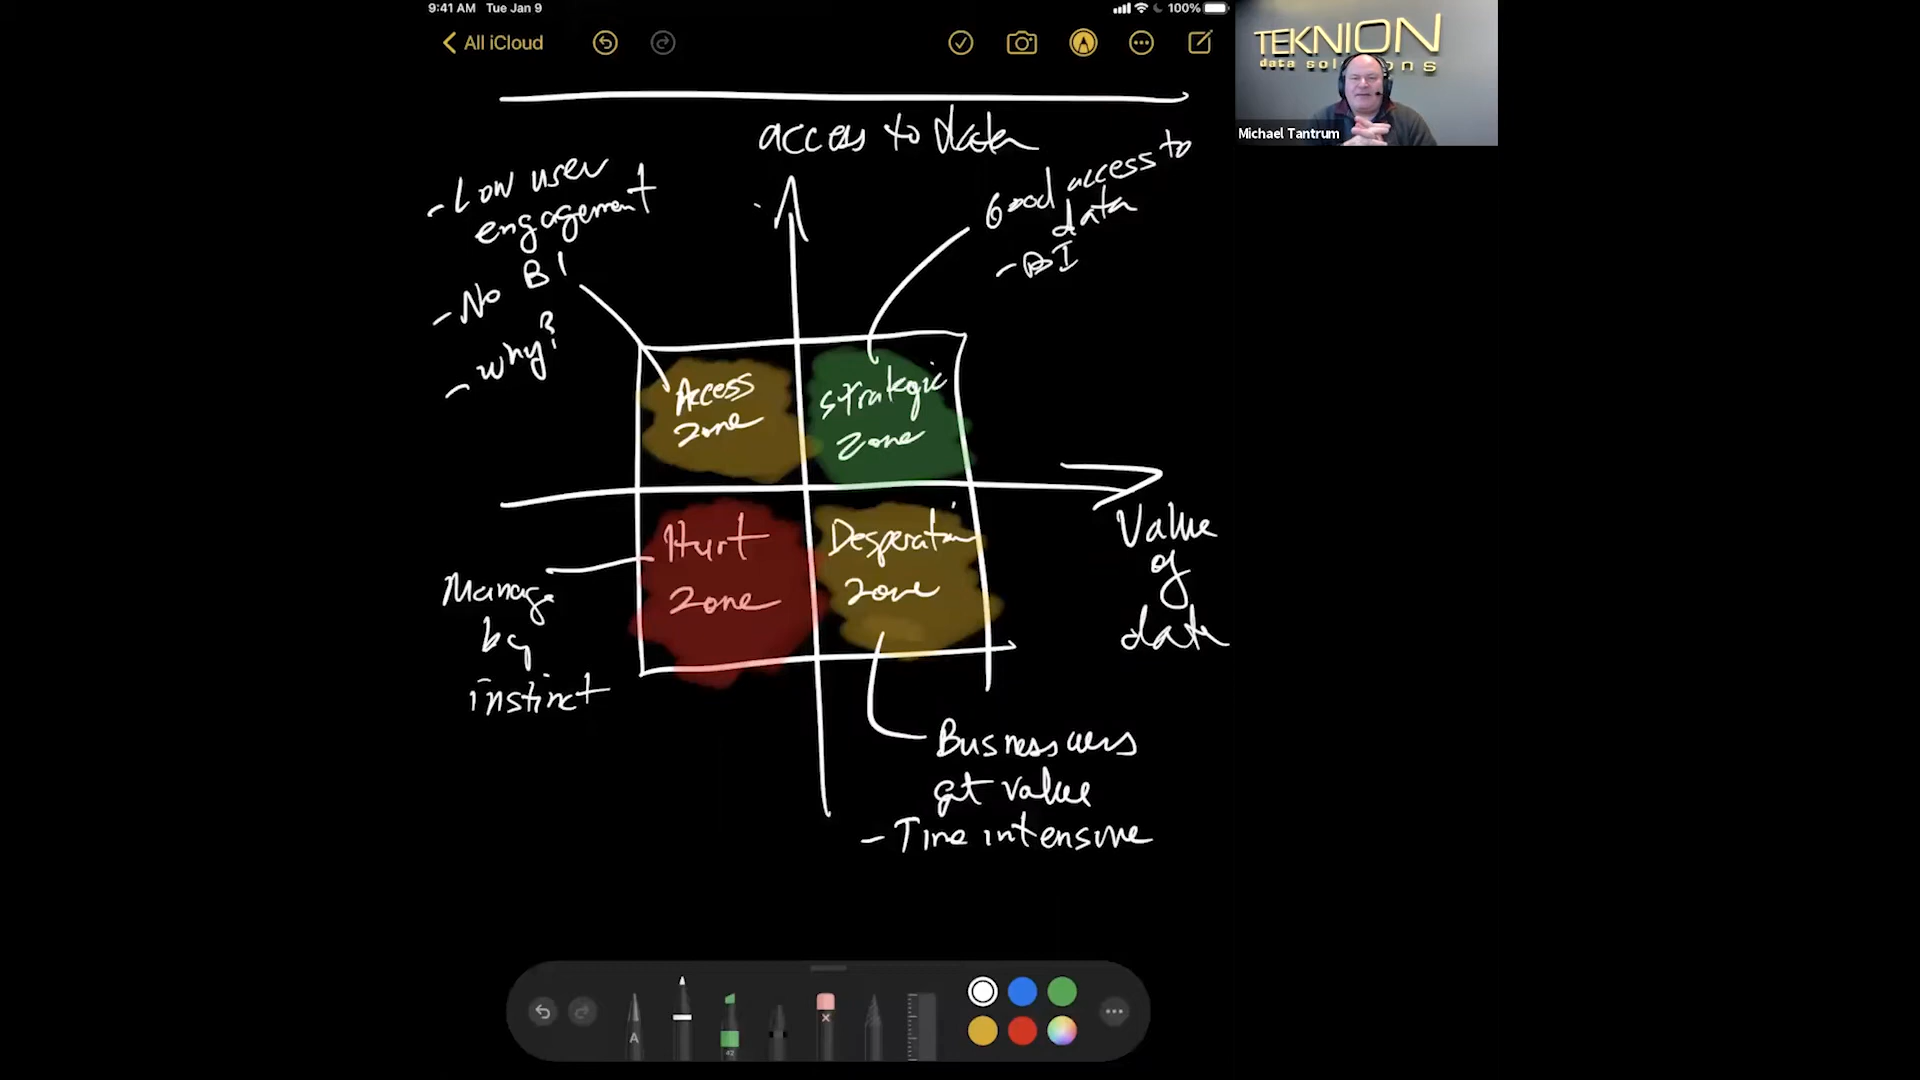 9:41 AM Tue Jan 9
100%
All iCloud
TEKNION
data solutions
Michael Tantrum
access to data
- Low user
engagement
- No BI
- why?
Good access to
data
- BI
Access
Zone
Strategic
Zone
Hurt
Zone
Desperation
Zone
Value
of
data
Manage
by
instinct
Business users
get value
- Time intensive
A
42